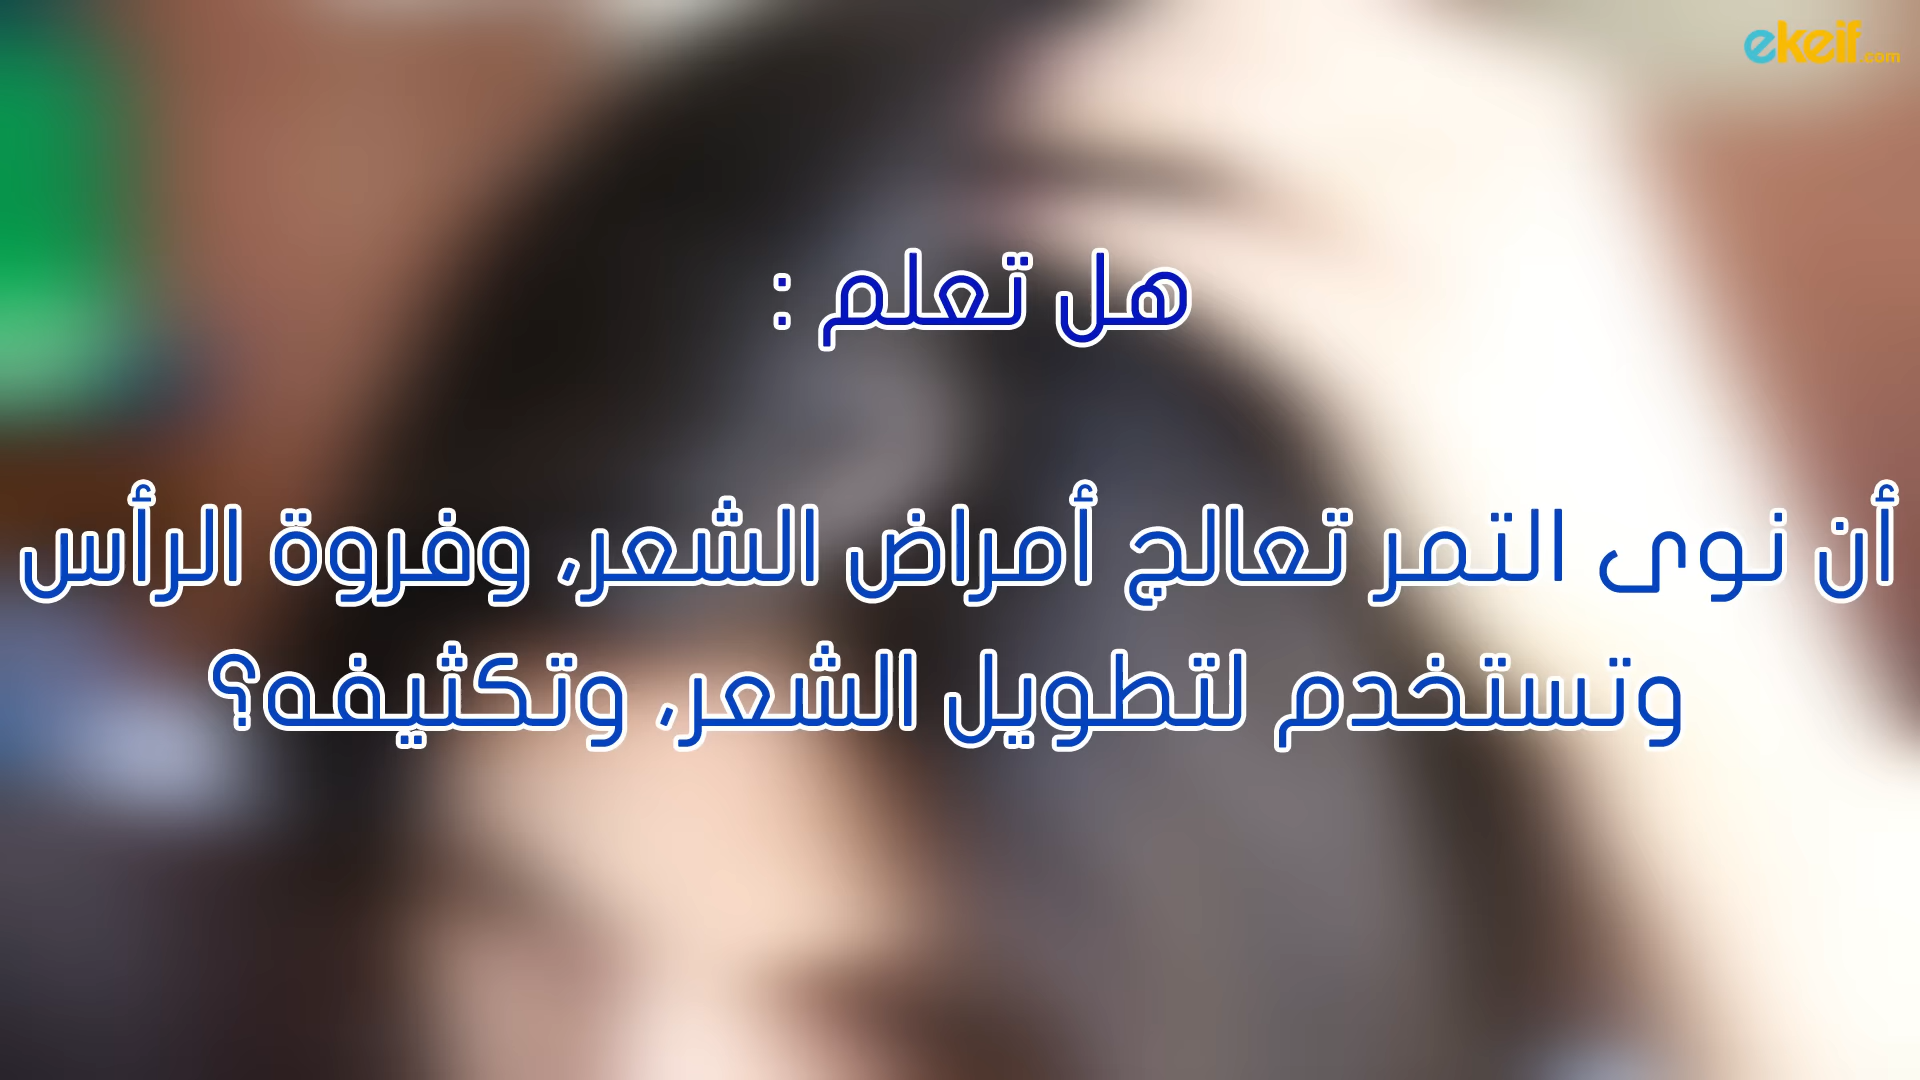 ekeif.com
هل تعلم :
أن نوى التمر تعالج أمراض الشعر، وفروة الرأس
وتستخدم لتطويل الشعر، وتكثيفه؟